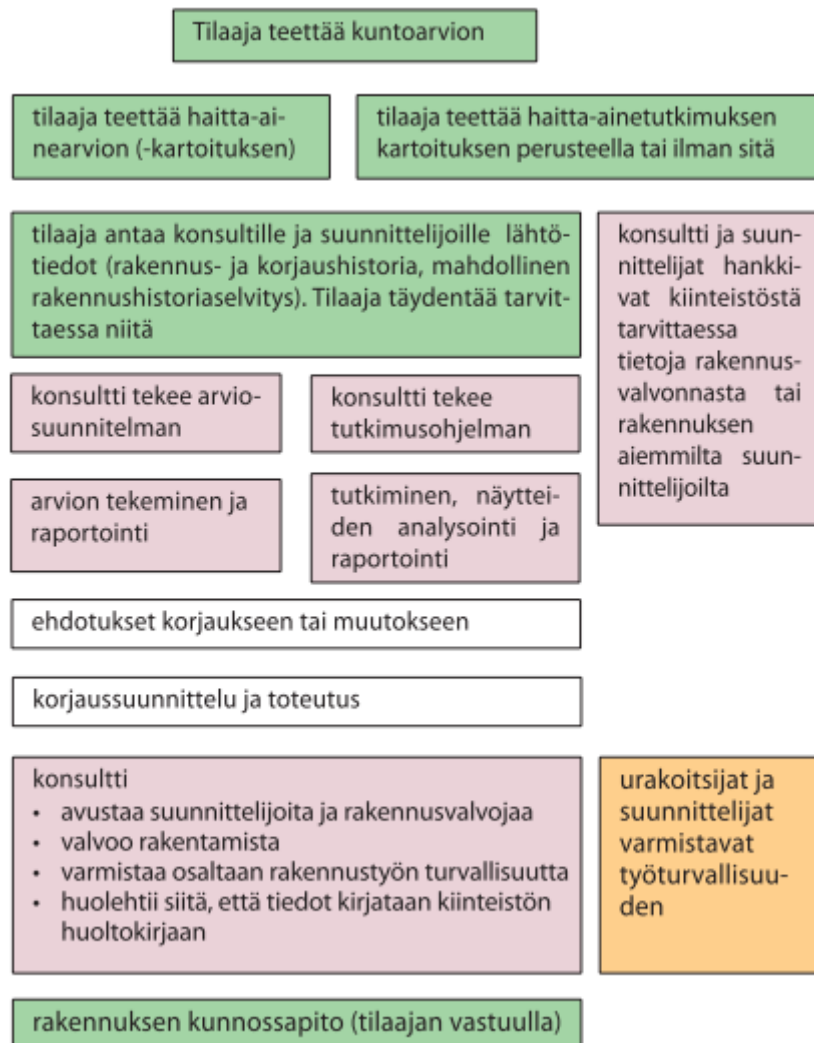 Tilaaja teettää kuntoarvion
tilaaja teettää haitta-ai-
nearvion (-kartoituksen)
tilaaja teettää haitta-ainetutkimuksen
kartoituksen perusteella tai ilman sitä
tilaaja antaa konsultille ja suunnittelijoille lähtö-
tiedot (rakennus- ja korjaushistoria, mahdollinen
rakennushistoriaselvitys). Tilaaja täydentää tarvit-
taessa niitä
konsultti ja suun-
nittelijat hankki-
vat kiinteistöstä
tarvittaessa
tietoja rakennus-
valvonnasta tai
rakennuksen
aiemmilta suun-
nittelijoilta
konsultti tekee arvio-
suunnitelman
konsultti tekee
tutkimusohjelman
arvion tekeminen ja
raportointi
tutkiminen, näyttei-
den analysointi ja
raportointi
ehdotukset korjaukseen tai muutokseen
korjaussuunnittelu ja toteutus
konsultti
• avustaa suunnittelijoita ja rakennusvalvojaa
• valvoo rakentamista
• varmistaa osaltaan rakennustyön turvallisuutta
• huolehtii siitä, että tiedot kirjataan kiinteistön
huoltokirjaan
urakoitsijat ja
suunnittelijat
varmistavat
työturvallisuu-
den
rakennuksen kunnossapito (tilaajan vastuulla)